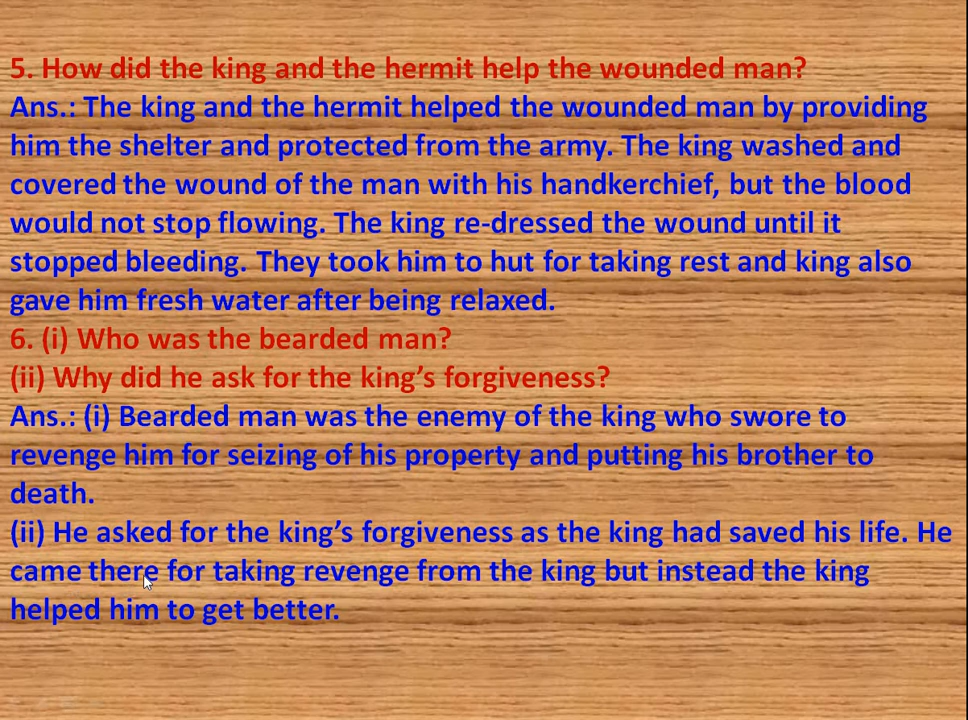 5. How did the king and the hermit help the wounded man?
Ans.: The king and the hermit helped the wounded man by providing
him the shelter and protected from the army. The king washed and
covered the wound of the man with his handkerchief, but the blood
would not stop flowing. The king re-dressed the wound until it
stopped bleeding. They took him to hut for taking rest and king also
gave him fresh water after being relaxed.
6. (i) Who was the bearded man?
(ii) Why did he ask for the king’s forgiveness?
Ans.: (i) Bearded man was the enemy of the king who swore to
revenge him for seizing of his property and putting his brother to
death.
(ii) He asked for the king’s forgiveness as the king had saved his life. He
came there for taking revenge from the king but instead the king
helped him to get better.